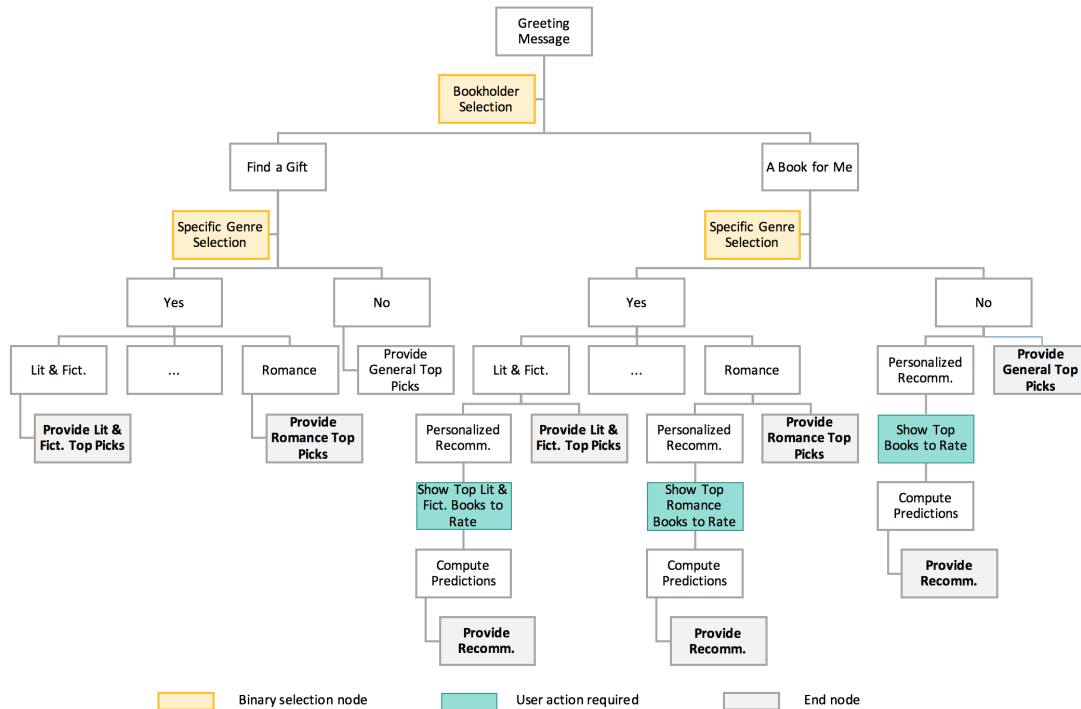 Greeting
Message
Bookholder
Selection
Find a Gift
A Book for Me
Specific Genre
Selection
Specific Genre
Selection
Yes
No
Yes
No
Lit & Fict.
...
Romance
Provide
General Top
Picks
Lit & Fict.
...
Romance
Personalized
Recomm.
Provide
General Top
Picks
Provide Lit &
Fict. Top Picks
Provide
Romance Top
Picks
Personalized
Recomm.
Provide Lit &
Fict. Top Picks
Personalized
Recomm.
Provide
Romance Top
Picks
Show Top
Books to Rate
Show Top Lit &
Fict. Books to
Rate
Show Top
Romance
Books to Rate
Compute
Predictions
Compute
Predictions
Compute
Predictions
Provide
Recomm.
Provide
Recomm.
Provide
Recomm.
Binary selection node
User action required
End node